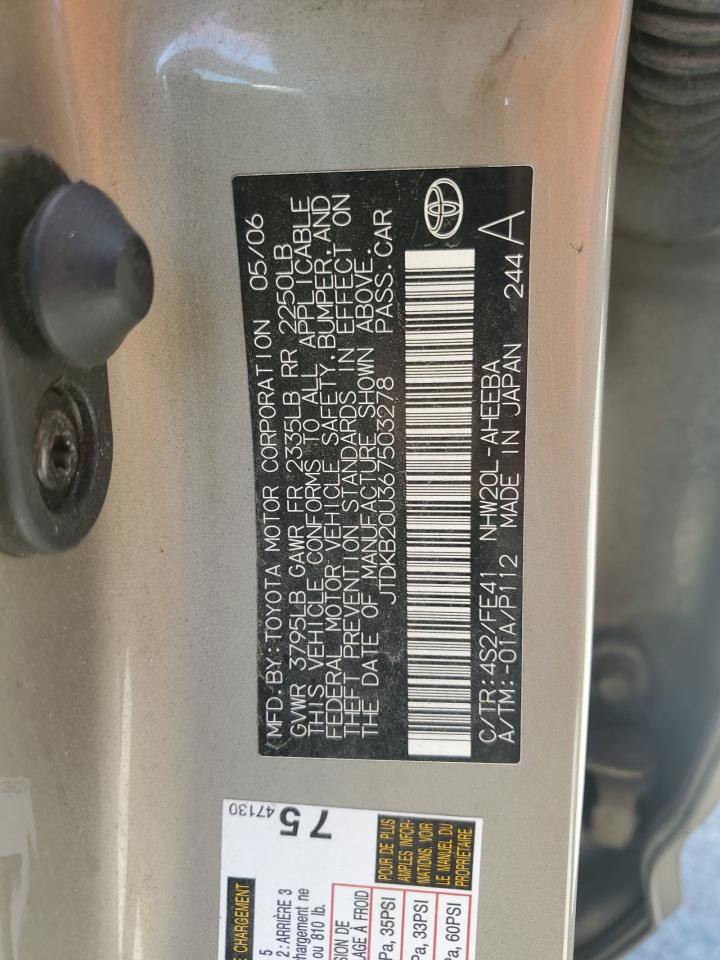 (MFD.BY:TOYOTA MOTOR CORPORATION 05/06
GVWR 3795LB GAWR FR 2335LB RR 2250LB
THIS VEHICLE CONFORMS TO ALL APPLICABLE
FEDERAL MOTOR VEHICLE SAFETY, BUMPER, AND
THEFT PREVENTION STANDARDS IN EFFECT ON
THE DATE OF MANUFACTURE SHOWN ABOVE.
JTDKB20U367503278 PASS.CAR
C/TR:4S2/FE41 NHW20L-AHEEBA
A/TM:-01A/P112 MADE IN JAPAN 244 A
47130
75
E CHARGEMENT
5
2:ARRIÈRE 3
hargement ne
ou 810 lb.
SION DE
LAGE À FROID
Pa, 35PSI
Pa, 33PSI
Pa, 60PSI
POUR DE PLUS
AMPLES INFOR-
MATIONS, VOIR
LE MANUEL DU
PROPRIÉTAIRE